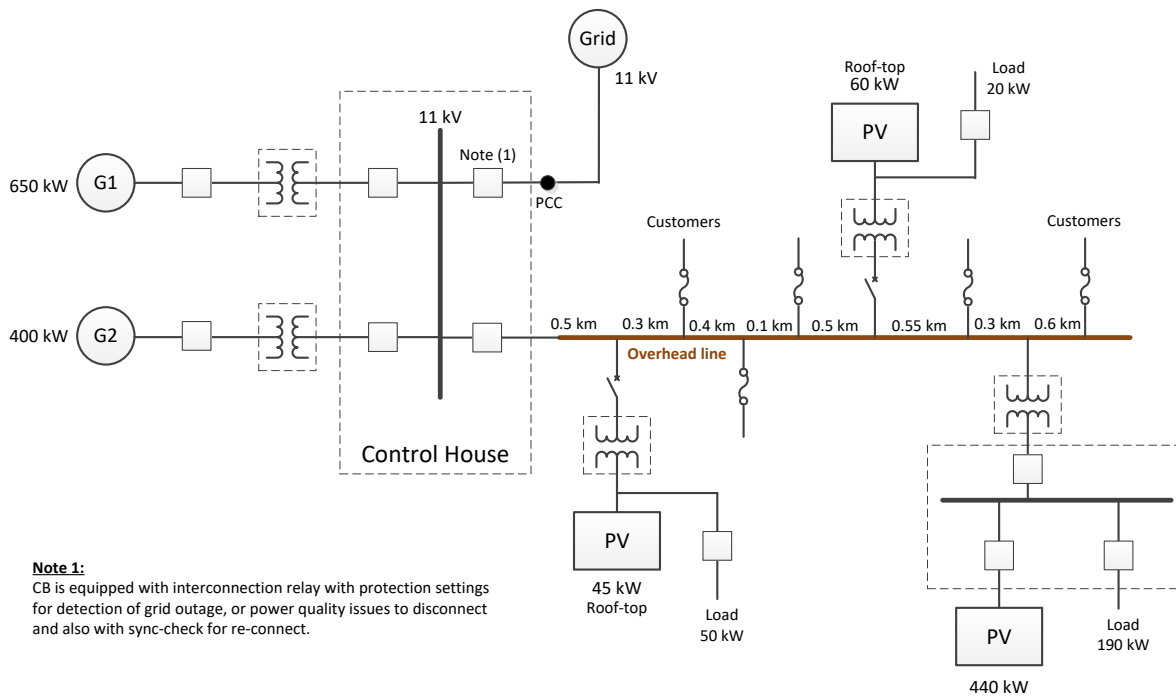 Grid
11 kV
11 kV
Note (1)
PCC
G1
650 kW
G2
400 kW
Control House
Roof-top
60 kW
PV
Load
20 kW
Customers
Customers
0.5 km
0.3 km
0.4 km
0.1 km
0.5 km
0.55 km
0.3 km
0.6 km
Overhead line
PV
45 kW
Roof-top
Load
50 kW
PV
440 kW
Load
190 kW
Note 1:
CB is equipped with interconnection relay with protection settings
for detection of grid outage, or power quality issues to disconnect
and also with sync-check for re-connect.